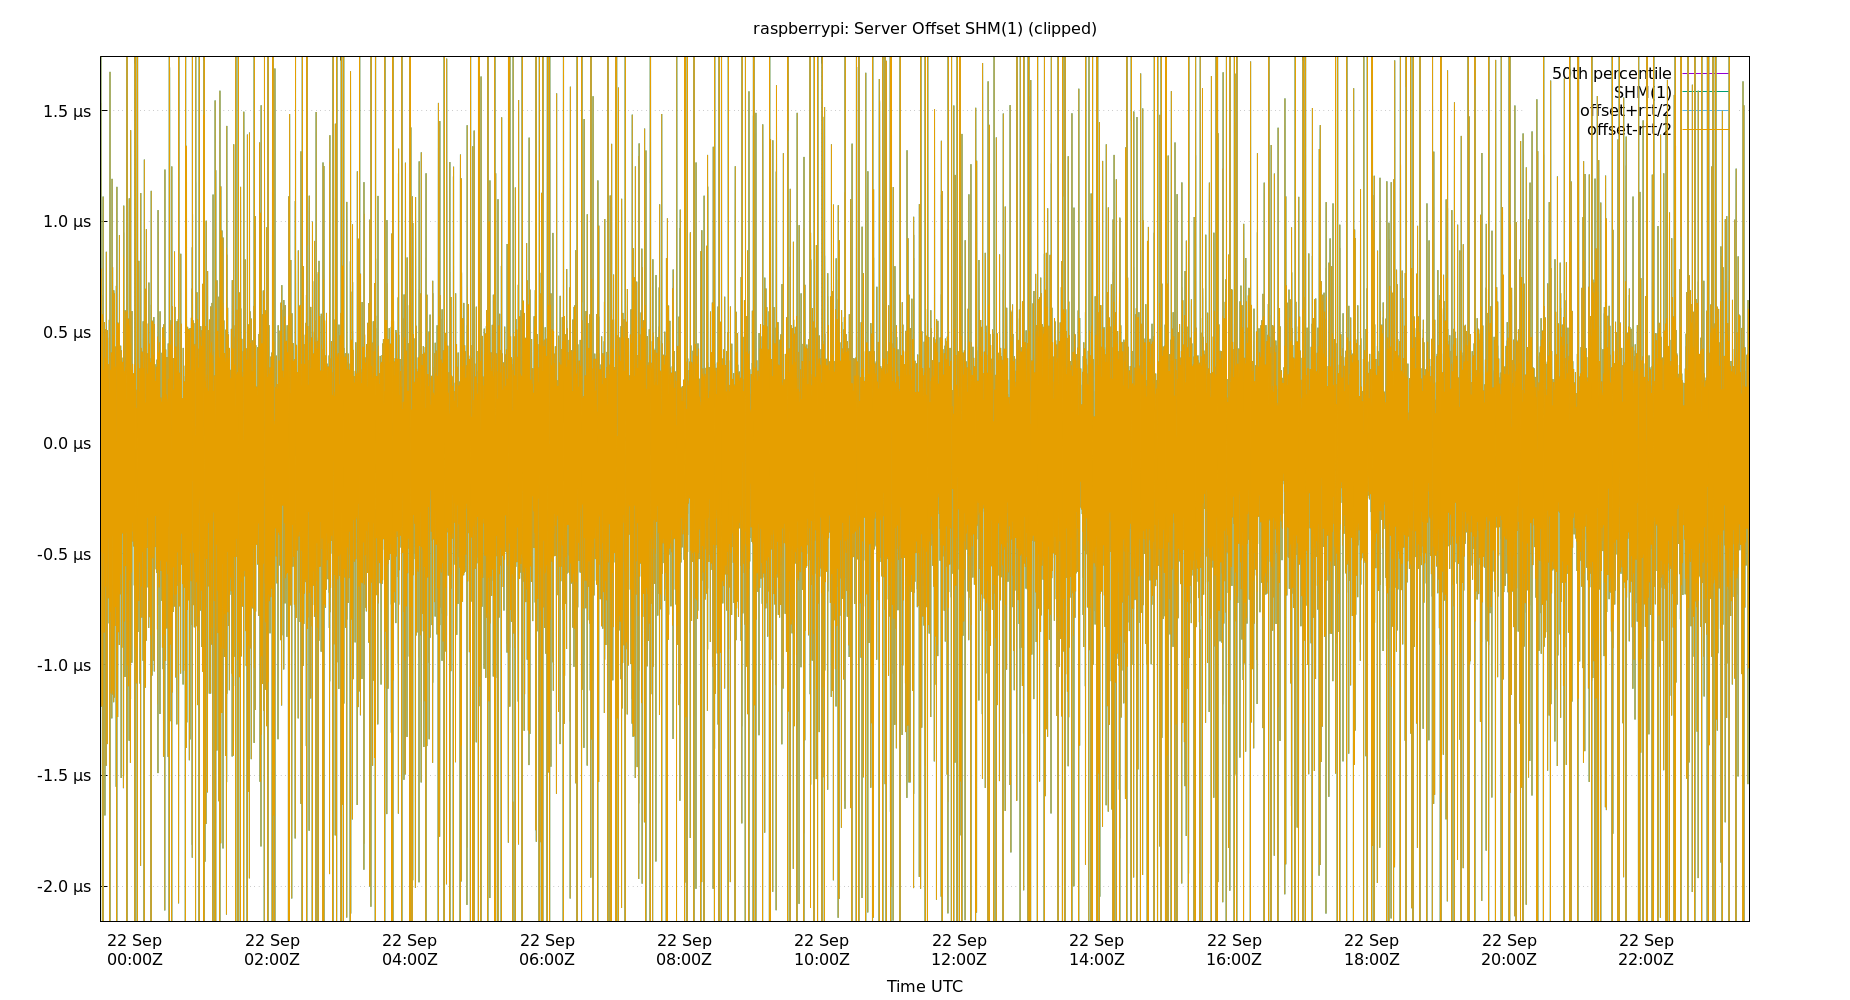 raspberrypi: Server Offset SHM(1) (clipped)
50th percentile
SHM(1)
offset+rtt/2
offset-rtt/2
1.5 µs
1.0 µs
0.5 µs
0.0 µs
-0.5 µs
-1.0 µs
-1.5 µs
-2.0 µs
22 Sep 22 Sep 22 Sep 22 Sep 22 Sep 22 Sep 22 Sep 22 Sep 22 Sep 22 Sep 22 Sep 22 Sep
00:00Z 02:00Z 04:00Z 06:00Z 08:00Z 10:00Z 12:00Z 14:00Z 16:00Z 18:00Z 20:00Z 22:00Z
Time UTC